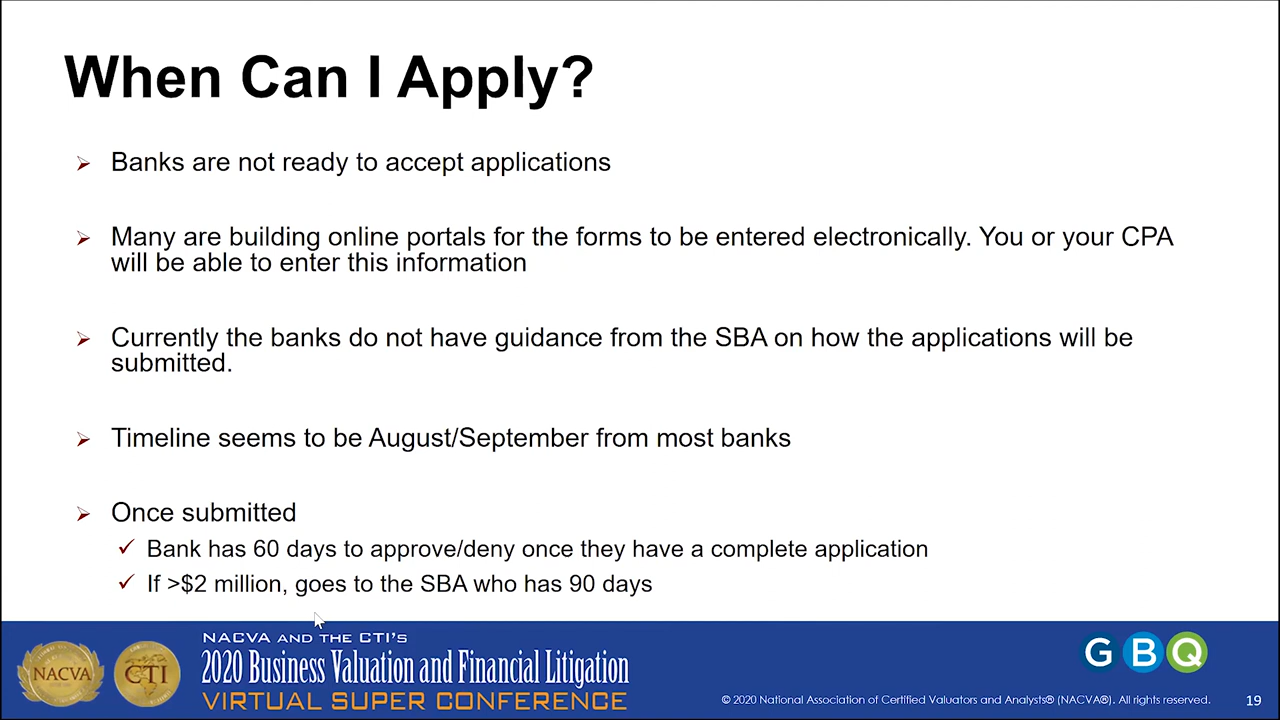 When Can I Apply?
Banks are not ready to accept applications
Many are building online portals for the forms to be entered electronically. You or your CPA
will be able to enter this information
Currently the banks do not have guidance from the SBA on how the applications will be
submitted.
Timeline seems to be August/September from most banks
Once submitted
Bank has 60 days to approve/deny once they have a complete application
If >$2 million, goes to the SBA who has 90 days
NACVA AND THE CTI'S
2020 Business Valuation and Financial Litigation
VIRTUAL SUPER CONFERENCE
NACVA
CTI
GBQ
© 2020 National Association of Certified Valuators and Analysts® (NACVA®). All rights reserved.
19